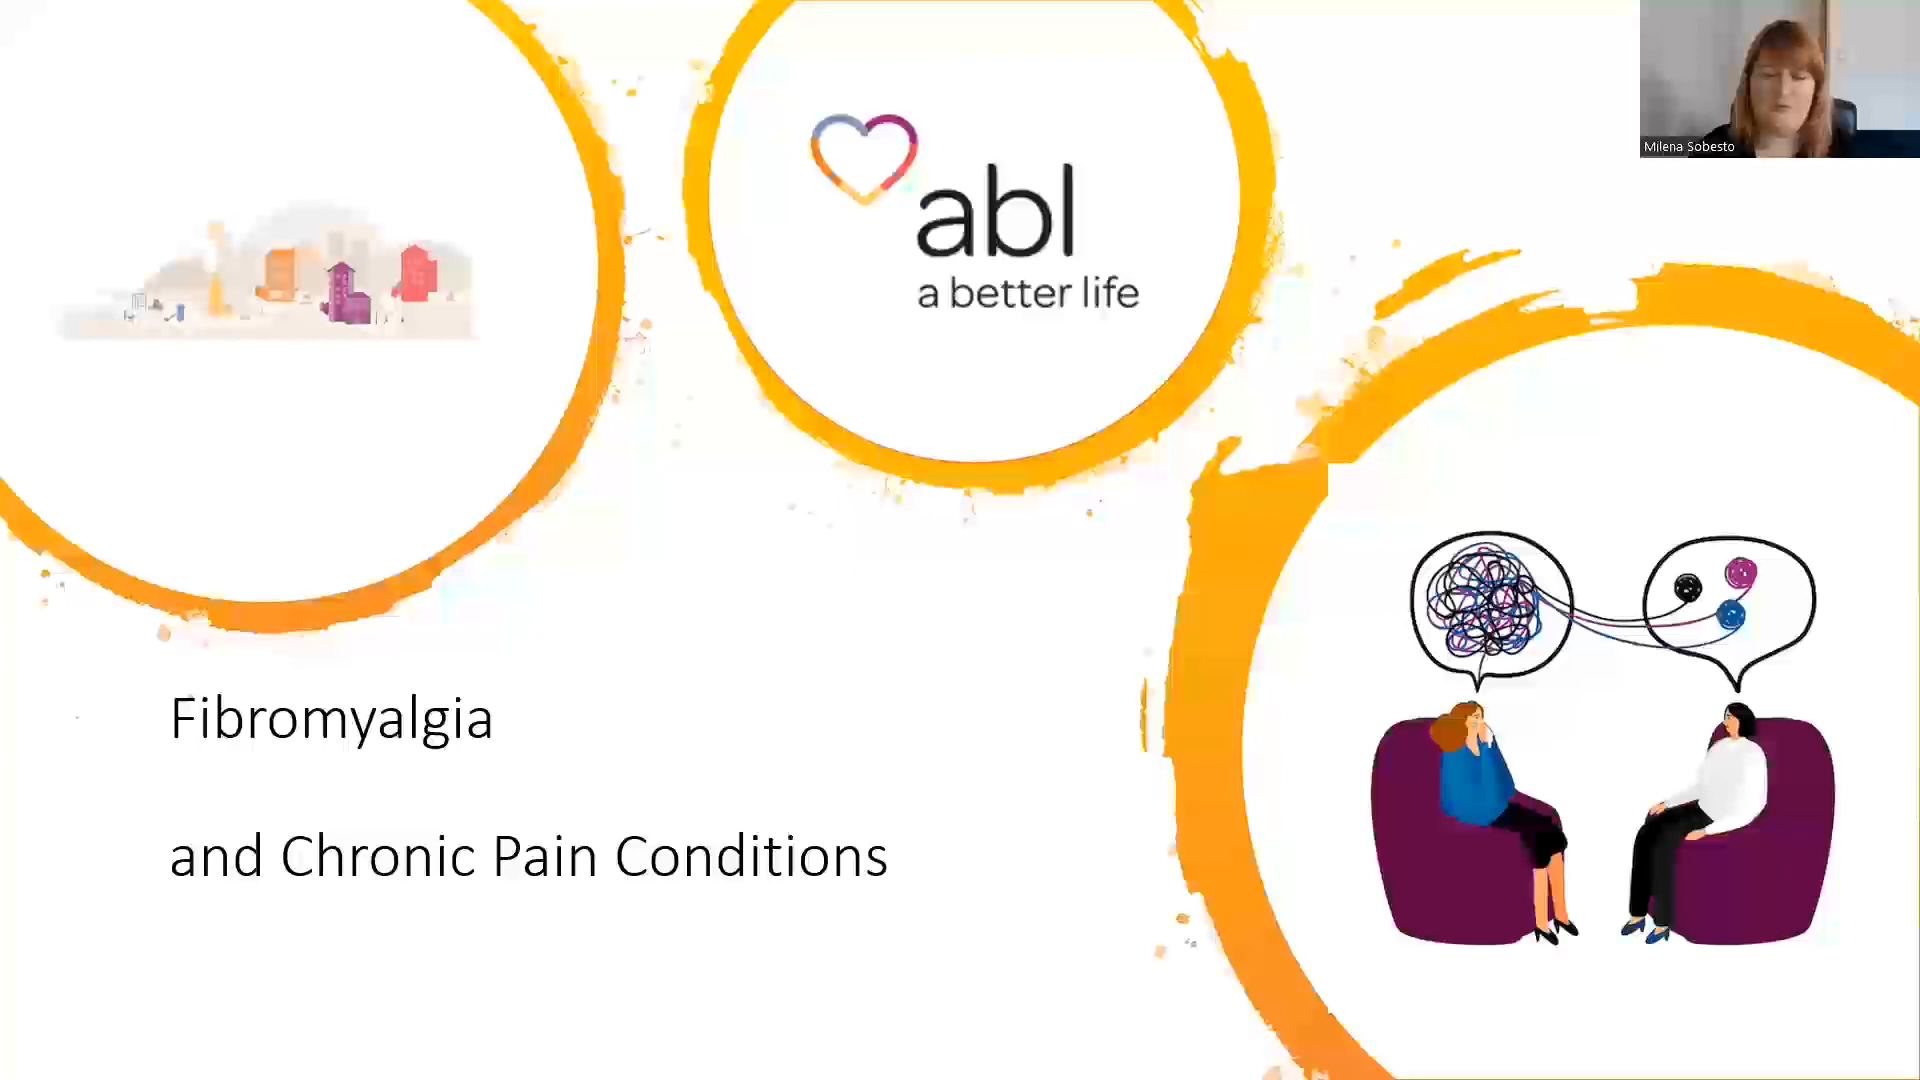 Milena Sobesto
abl
a better life
Fibromyalgia
and Chronic Pain Conditions